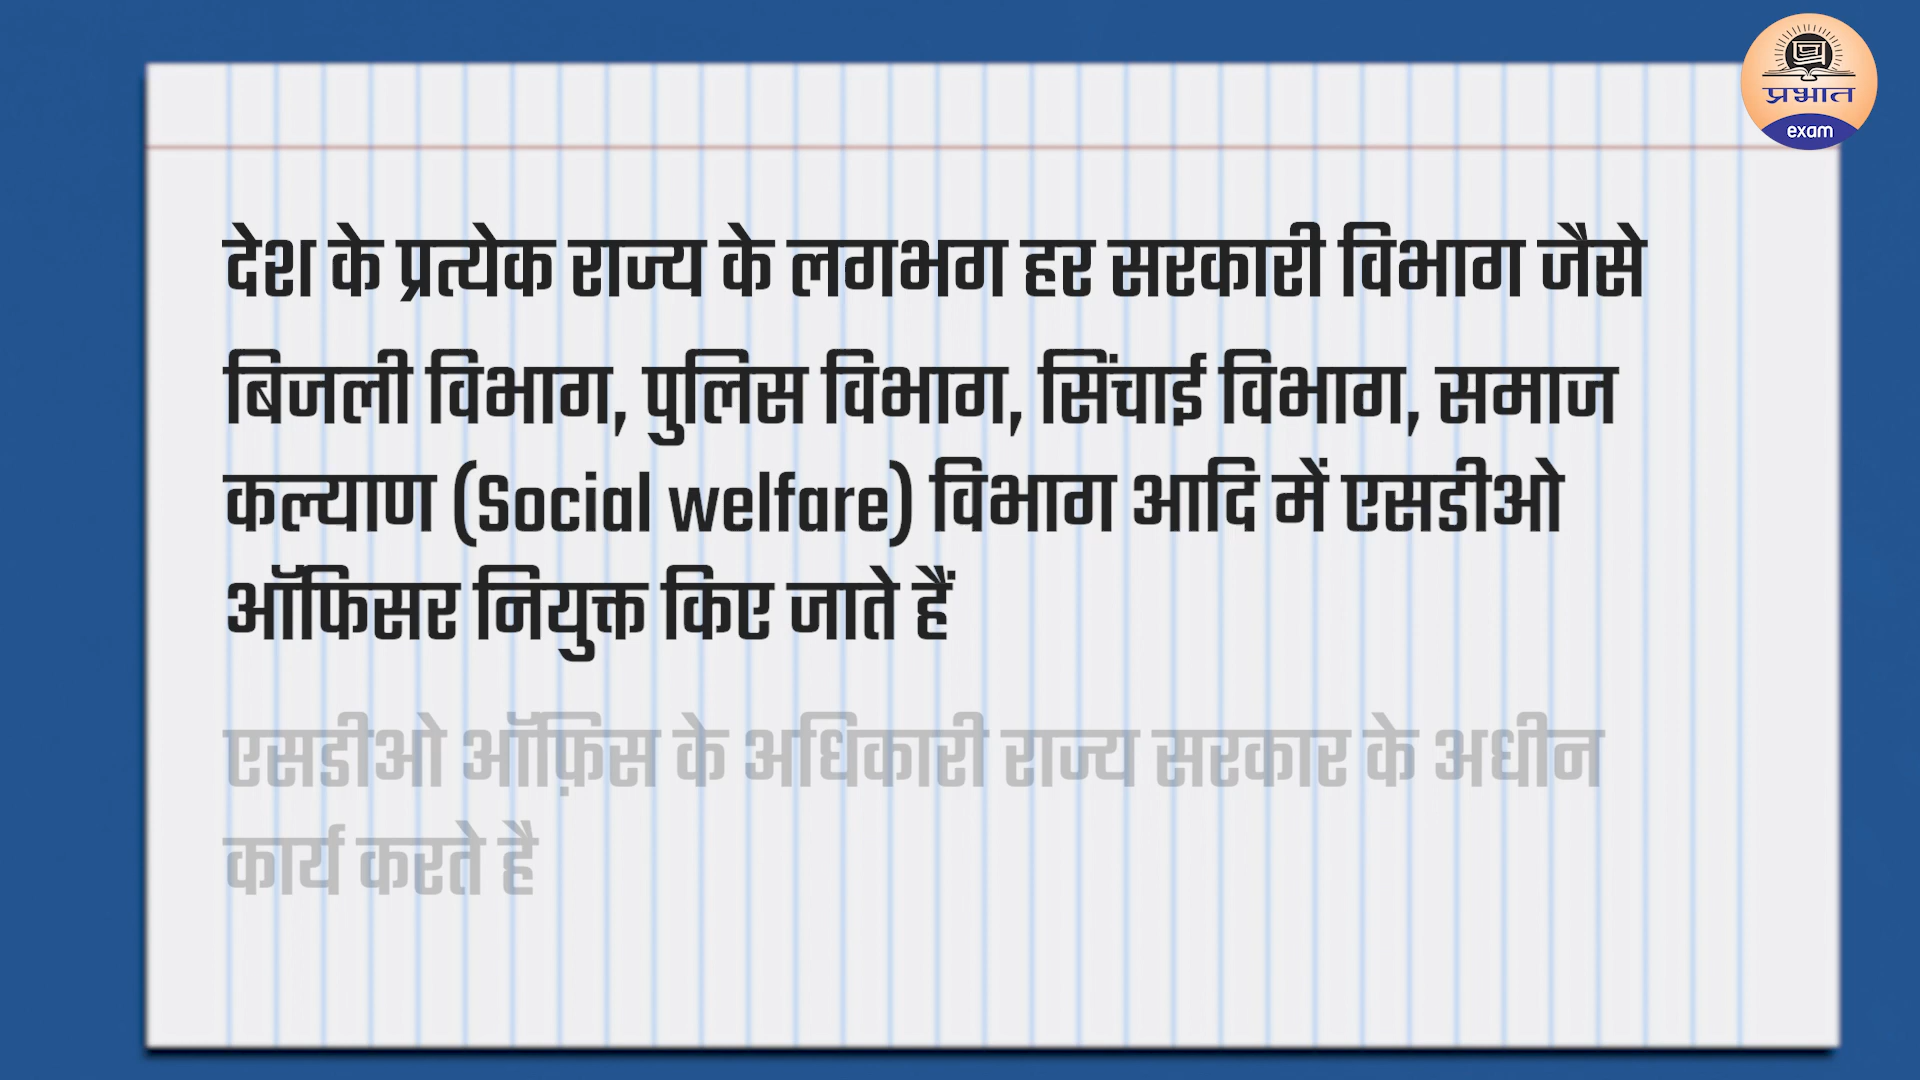 प्रभात
exam
देश के प्रत्येक राज्य के लगभग हर सरकारी विभाग जैसे
बिजली विभाग, पुलिस विभाग, सिंचाई विभाग, समाज
कल्याण (Social welfare) विभाग आदि में एसडीओ
ऑफिसर नियुक्त किए जाते हैं
एसडीओ ऑफ़िस के अधिकारी राज्य सरकार के अधीन
कार्य करते है